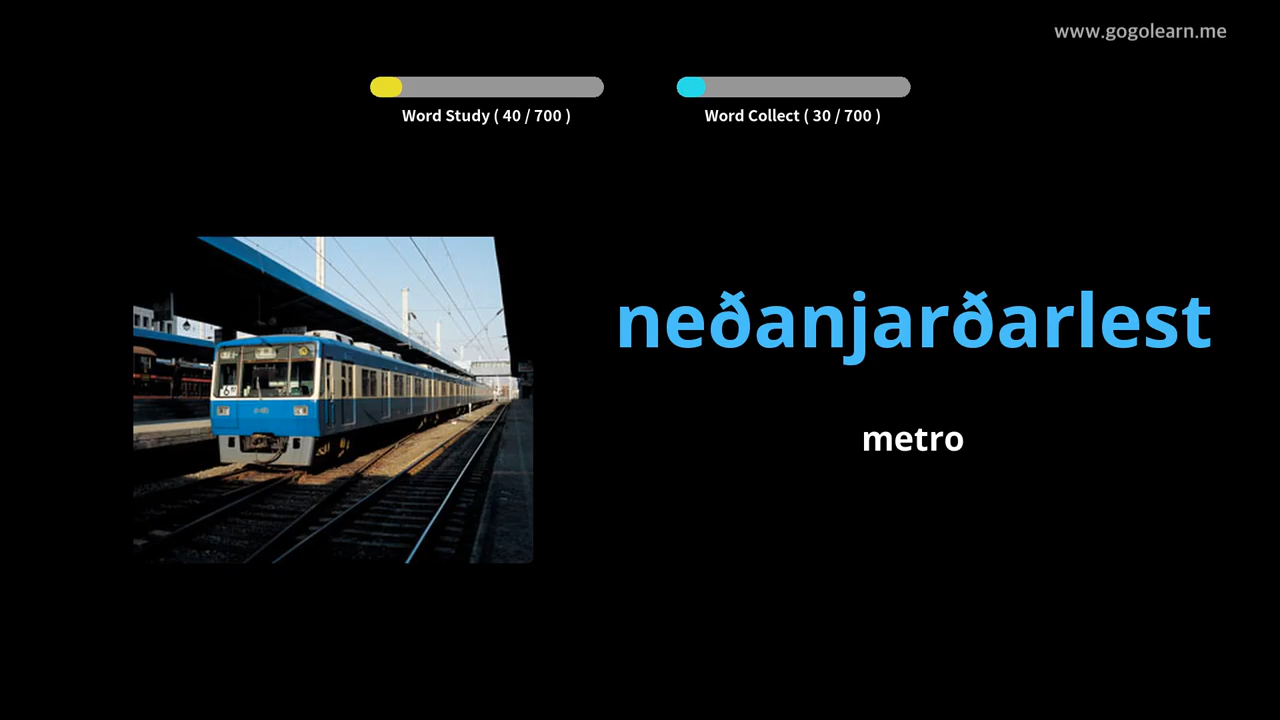 www.gogolearn.me
Word Study ( 40 / 700 )
Word Collect ( 30 / 700 )
neðanjarðarlest
metro